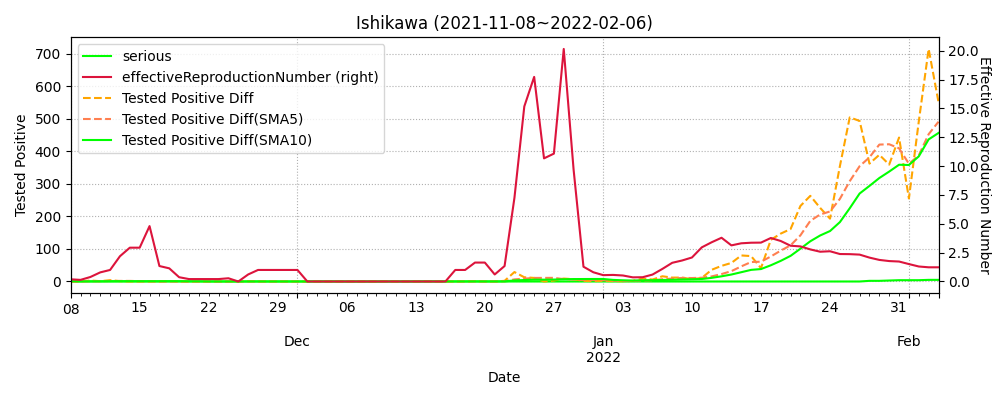 Ishikawa (2021-11-08~2022-02-06)
serious
effectiveReproductionNumber (right)
Tested Positive Diff
Tested Positive Diff(SMA5)
Tested Positive Diff(SMA10)
Tested Positive
700
600
500
400
300
200
100
0
20.0
17.5
15.0
12.5
10.0
7.5
5.0
2.5
0.0
Effective Reproduction Number
08 15 22 29 06 13 20 27 03 10 17 24 31
Dec Jan Feb
2022
Date